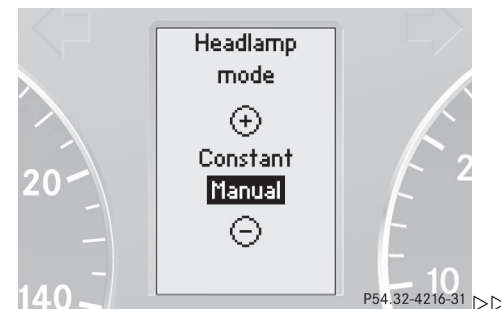 Headlamp
mode
+
Constant
Manual
−
20
140
2
10
P54.32-4216-31